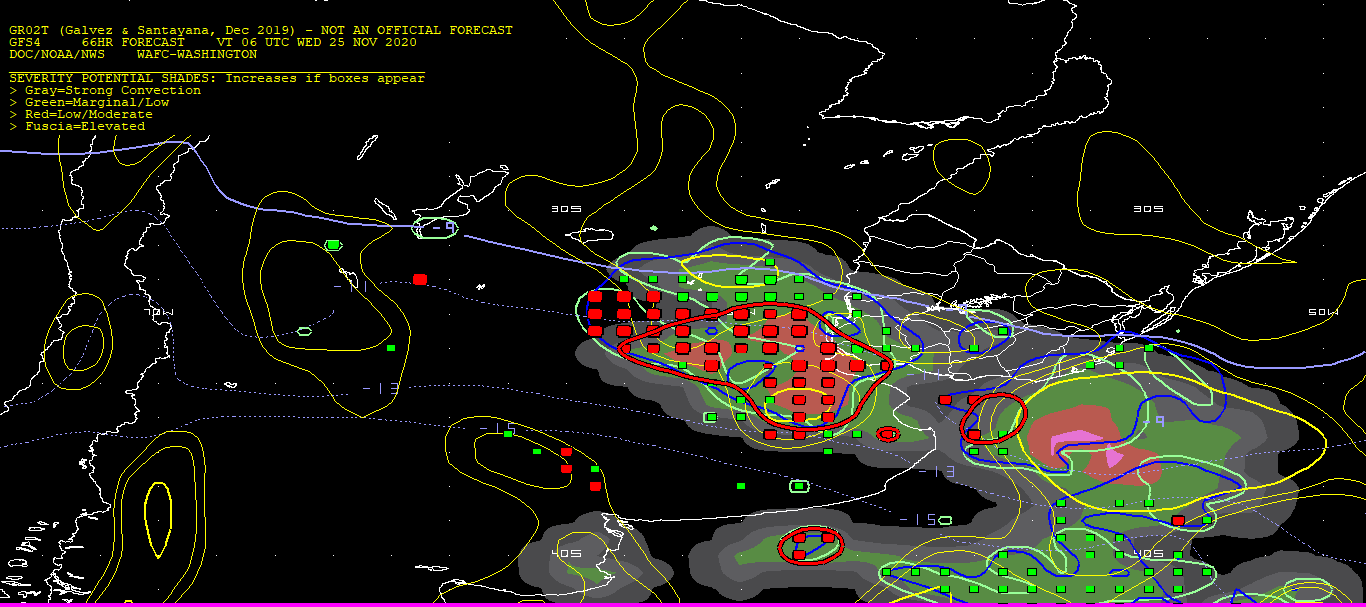 GR02T (Galvez & Santayana, Dec 2019) - NOT AN OFFICIAL FORECAST
GFS4 66HR FORECAST VT 06 UTC WED 25 NOV 2020
DOC/NOAA/NWS WAFC-WASHINGTON
SEVERITY POTENTIAL SHADES: Increases if boxes appear
> Gray=Strong Convection
> Green=Marginal/Low
> Red=Low/Moderate
> Fuscia=Elevated
30S
30S
-9
-11
70W
50W
-13
-15
-9
-13
-15
40S
40S